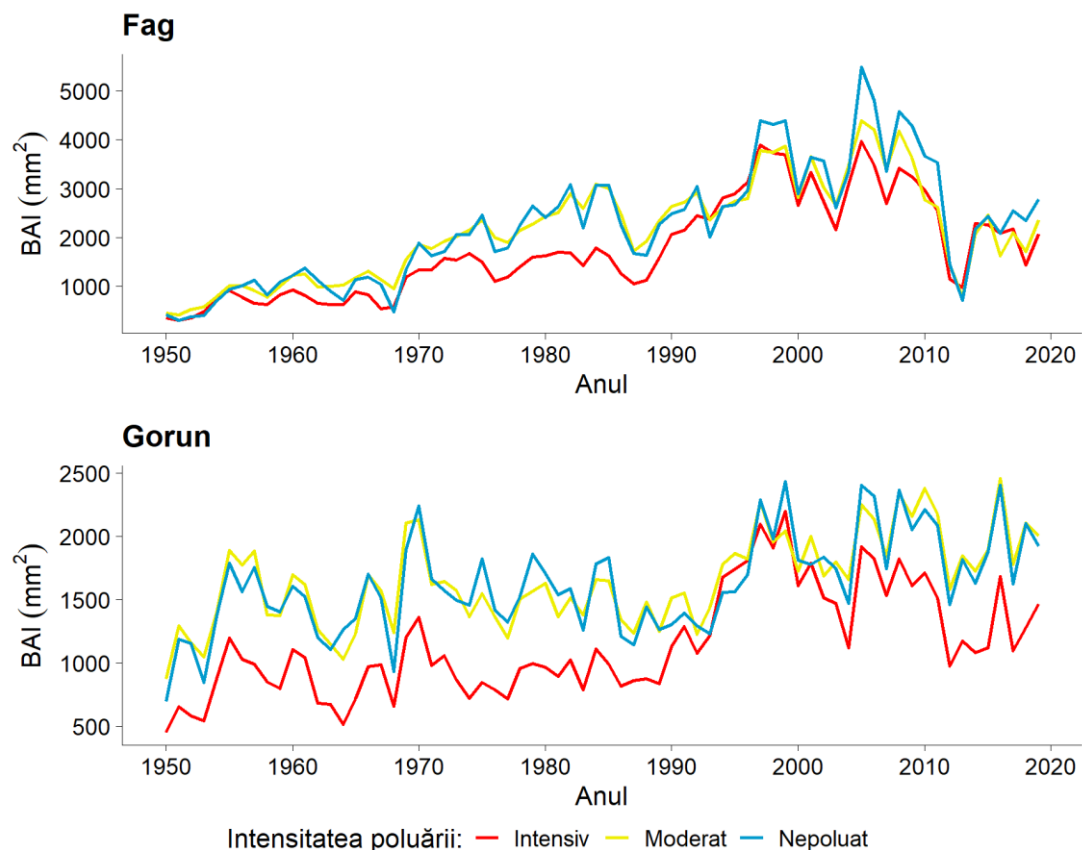 Fag
5000
4000
3000
2000
1000
BAI (mm²)
1950 1960 1970 1980 1990 2000 2010 2020
Anul
Gorun
2500
2000
1500
1000
500
BAI (mm²)
1950 1960 1970 1980 1990 2000 2010 2020
Anul
Intensitatea poluării: Intensiv Moderat Nepoluat